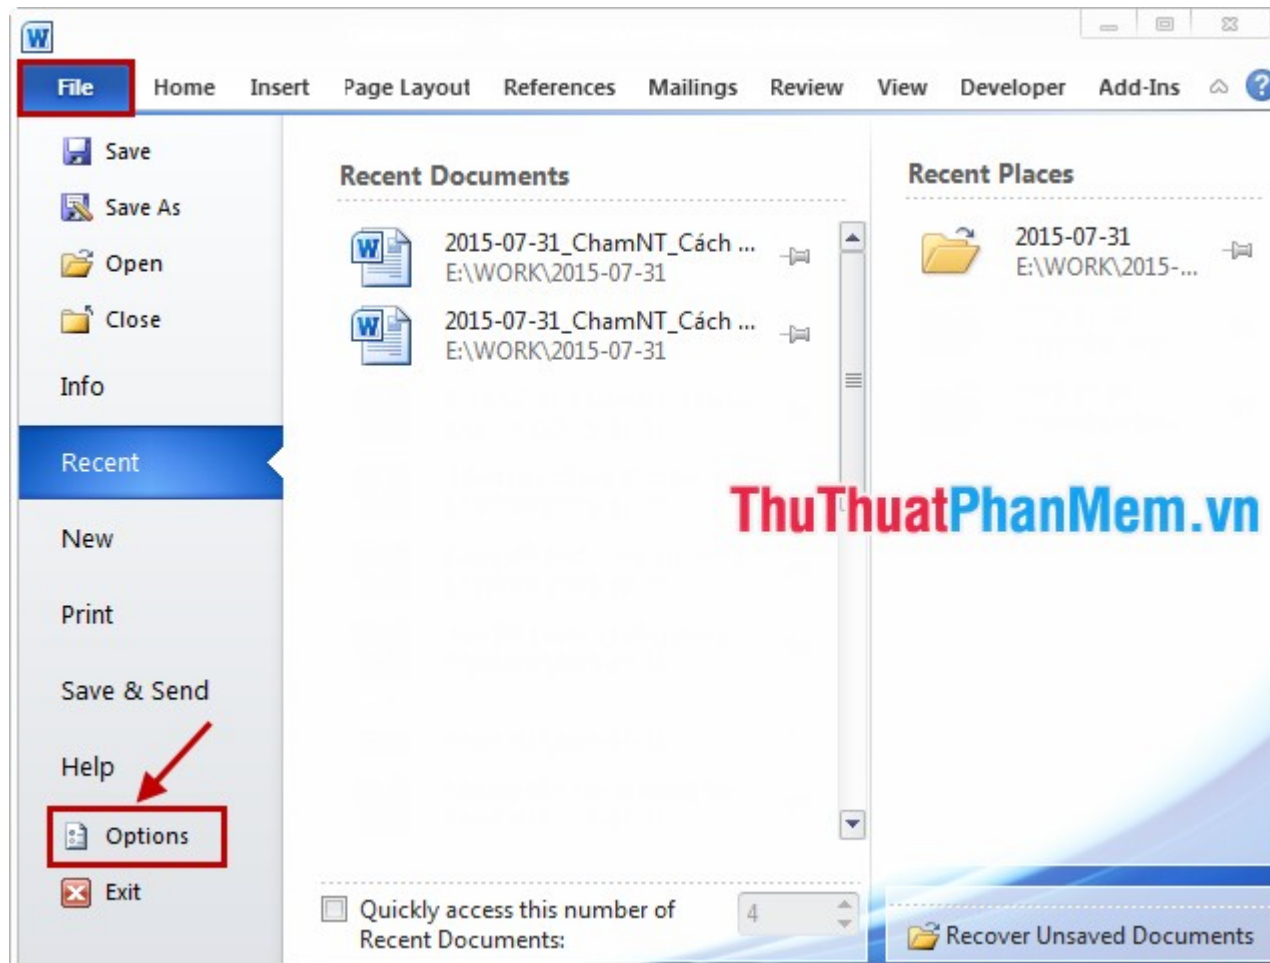 File Home Insert Page Layout References Mailings Review View Developer Add-Ins
Save
Save As
Open
Close
Info
Recent
New
Print
Save & Send
Help
Options
Exit
Recent Documents
2015-07-31_ChamNT_Cách ...
E:\WORK\2015-07-31
2015-07-31_ChamNT_Cách ...
E:\WORK\2015-07-31
Quickly access this number of
Recent Documents:
4
Recent Places
2015-07-31
E:\WORK\2015-...
ThuThuatPhanMem.vn
Recover Unsaved Documents